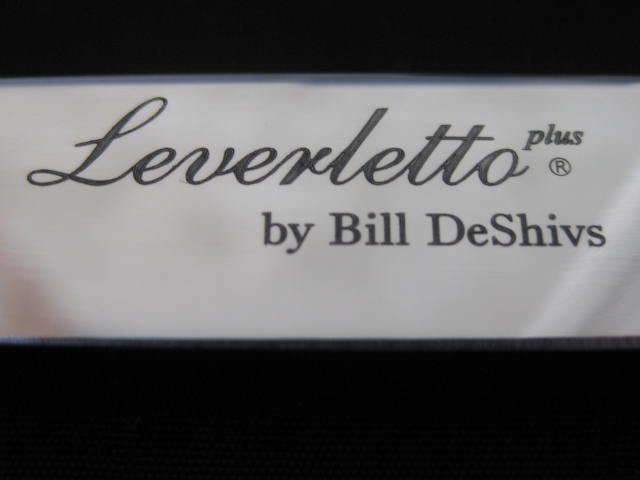 Leverletto plus ®
by Bill DeShivs